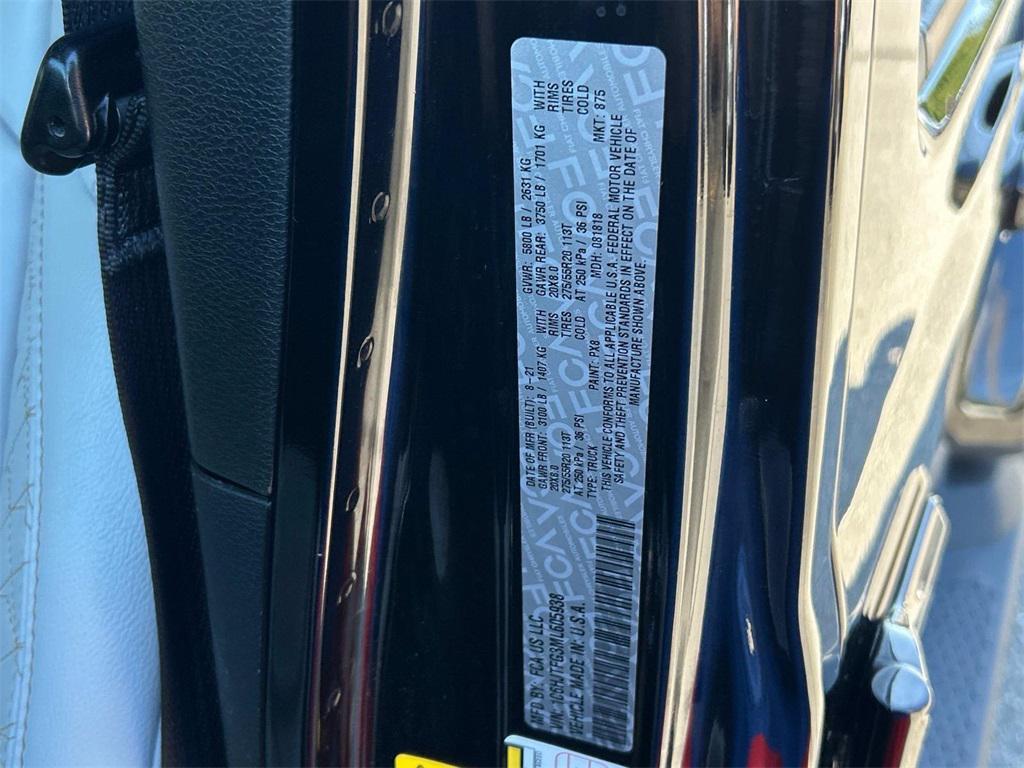 MFD BY: FCA US LLC
DATE OF MFR (BUILT): 8-21
GVWR: 5800 LB / 2631 KG
GAWR FRONT: 3100 LB / 1407 KG WITH
GAWR REAR: 3750 LB / 1701 KG WITH
20X8.0 RIMS
20X8.0 RIMS
275/55R20 113T TIRES
275/55R20 113T TIRES
AT 250 kPa / 36 PSI COLD
AT 250 kPa / 36 PSI COLD
VIN: 1C6HJTFG3ML605938
TYPE: TRUCK PAINT: PX8 MDH: 081818 MKT: 875
VEHICLE MADE IN: U.S.A.
THIS VEHICLE CONFORMS TO ALL APPLICABLE U.S.A. FEDERAL MOTOR VEHICLE
SAFETY AND THEFT PREVENTION STANDARDS IN EFFECT ON THE DATE OF
MANUFACTURE SHOWN ABOVE.